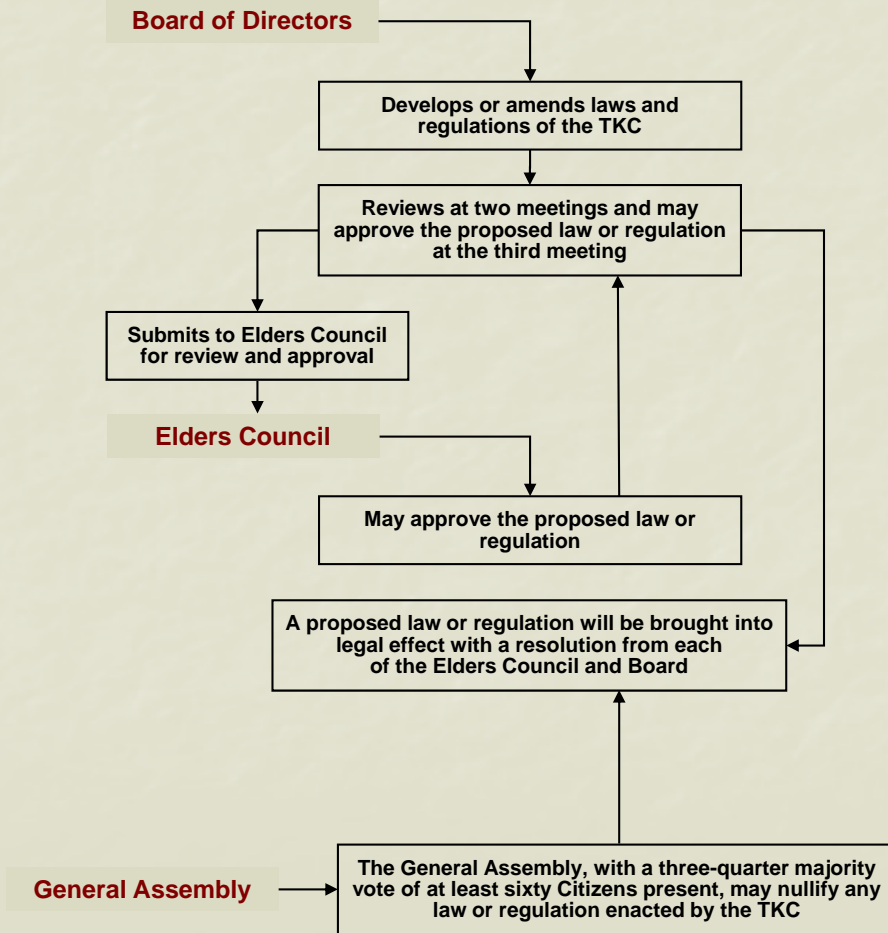 Board of Directors
Develops or amends laws and
regulations of the TKC
Reviews at two meetings and may
approve the proposed law or regulation
at the third meeting
Submits to Elders Council
for review and approval
Elders Council
May approve the proposed law or
regulation
A proposed law or regulation will be brought into
legal effect with a resolution from each
of the Elders Council and Board
General Assembly
The General Assembly, with a three-quarter majority
vote of at least sixty Citizens present, may nullify any
law or regulation enacted by the TKC